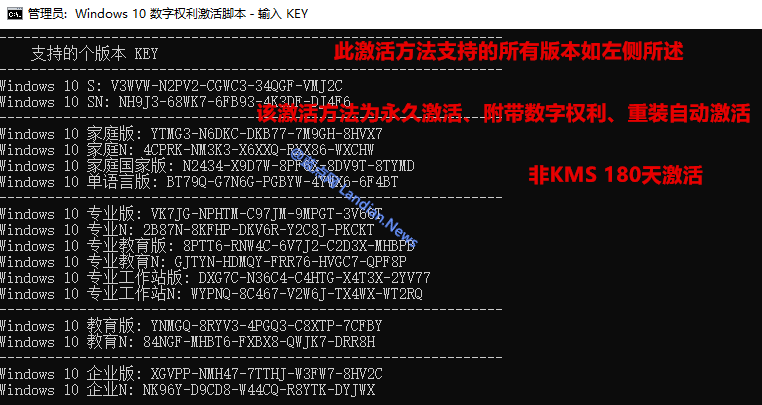 管理员: Windows 10 数字权利激活脚本 - 输入 KEY
支持的个版本 KEY
此激活方法支持的所有版本如左侧所述
Windows 10 S: V3WVW-N2PV2-CGWC3-34QGF-VMJ2C
Windows 10 SN: NH9J3-68WK7-6FB93-4K3DF-DJ4F6
该激活方法为永久激活、附带数字权利、重装自动激活
Windows 10 家庭版: YTMG3-N6DKC-DKB77-7M9GH-8HVX7
Windows 10 家庭N: 4CPRK-NM3K3-X6XXQ-RXX86-WXCHW
Windows 10 家庭国家版: N2434-X9D7W-8PF6X-8DV9T-8TYMD
Windows 10 单语言版: BT79Q-G7N6G-PGBYW-4YWX6-6F4BT
非KMS 180天激活
Windows 10 专业版: VK7JG-NPHTM-C97JM-9MPGT-3V66T
Windows 10 专业N: 2B87N-8KFHP-DKV6R-Y2C8J-PKCKT
Windows 10 专业教育版: 8PTT6-RNW4C-6V7J2-C2D3X-MHBPB
Windows 10 专业教育N: GJTYN-HDMQY-FRR76-HVGC7-QPF8P
Windows 10 专业工作站版: DXG7C-N36C4-C4HTG-X4T3X-2YV77
Windows 10 专业工作站N: WYPNQ-8C467-V2W6J-TX4WX-WT2RQ
Windows 10 教育版: YNMGQ-8RYV3-4PGQ3-C8XTP-7CFBY
Windows 10 教育N: 84NGF-MHBT6-FXBX8-QWJK7-DRR8H
Windows 10 企业版: XGVPP-NMH47-7TTHJ-W3FW7-8HV2C
Windows 10 企业N: NK96Y-D9CD8-W44CQ-R8YTK-DYJWX
@蓝点网 Landian.News